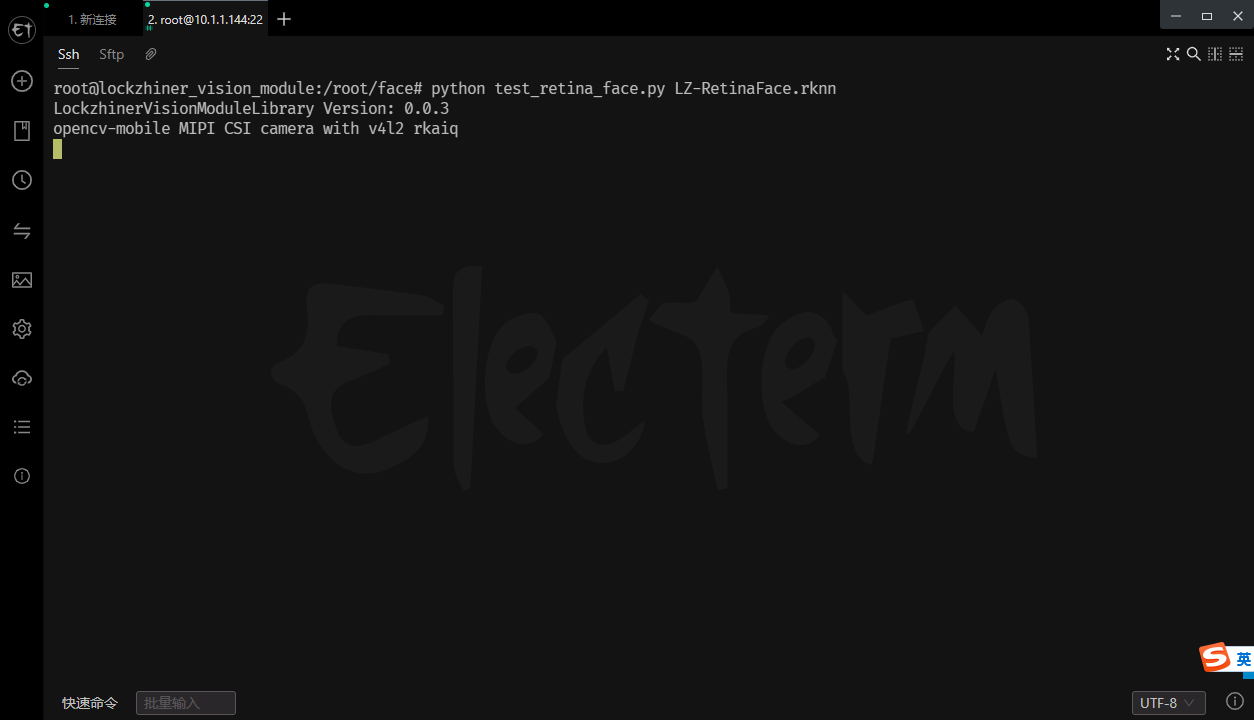 1. 新连接
2. root@10.1.1.144:22
Ssh
Sftp
root@lockzhiner_vision_module:/root/face# python test_retina_face.py LZ-RetinaFace.rknn
LockzhinerVisionModuleLibrary Version: 0.0.3
opencv-mobile MIPI CSI camera with v4l2 rkaiq
Electerm
英
快速命令
批量输入
UTF-8